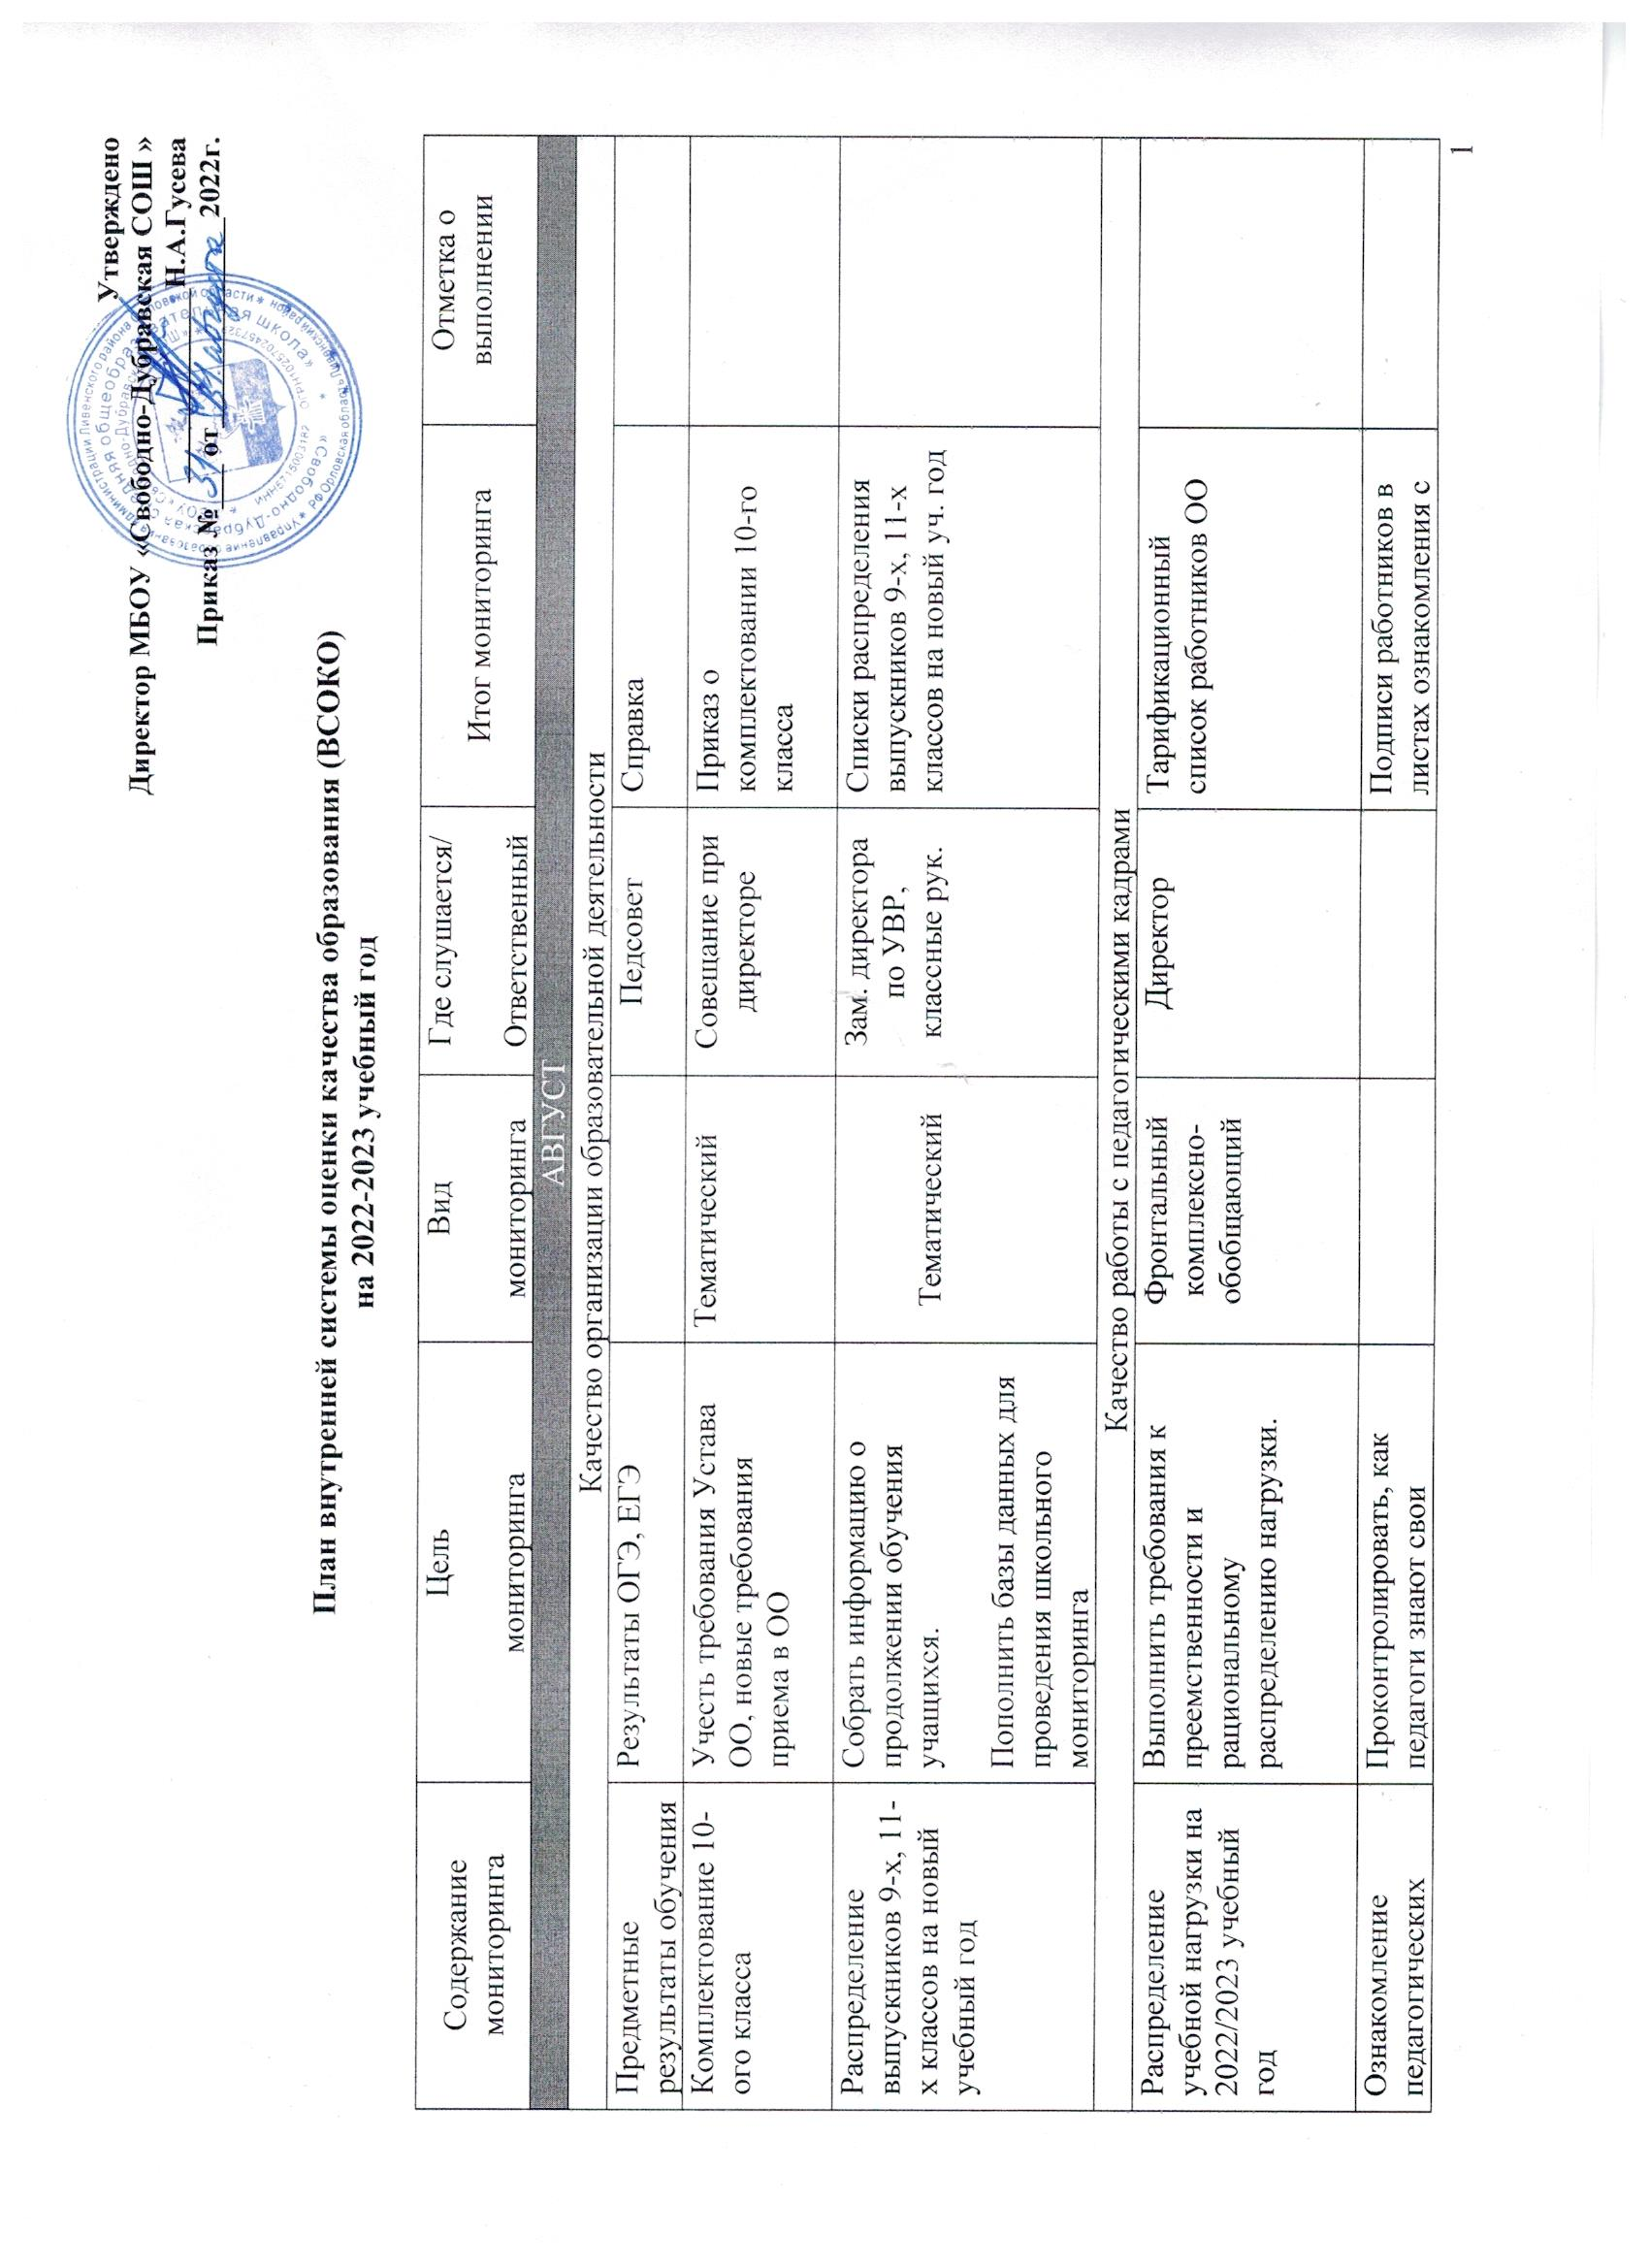 Утверждено
Директор МБОУ «Свободно-Дубравская СОШ »
Н.А.Гусева
Приказ № от 2022г.
План внутренней системы оценки качества образования (ВСОКО)
на 2022-2023 учебный год
Содержание
мониторинга
Цель
мониторинга
Вид
мониторинга
Где слушается/
Ответственный
Итог мониторинга
Отметка о
выполнении
АВГУСТ
Качество организации образовательной деятельности
Предметные
результаты обучения
Результаты ОГЭ, ЕГЭ
Педсовет
Справка
Комплектование 10-
ого класса
Учесть требования Устава
ОО, новые требования
приема в ОО
Тематический
Совещание при
директоре
Приказ о
комплектовании 10-го
класса
Распределение
выпускников 9-х, 11-
х классов на новый
учебный год
Собрать информацию о
продолжении обучения
учащихся.
Пополнить базы данных для
проведения школьного
мониторинга
Тематический
Зам. директора
по УВР,
классные рук.
Списки распределения
выпускников 9-х, 11-х
классов на новый уч. год
Качество работы с педагогическими кадрами
Распределение
учебной нагрузки на
2022/2023 учебный
год
Выполнить требования к
преемственности и
рациональному
распределению нагрузки.
Фронтальный
комплексно-
обобщающий
Директор
Тарификационный
список работников ОО
Ознакомление
педагогических
Проконтролировать, как
педагоги знают свои
Подписи работников в
листах ознакомления с
1